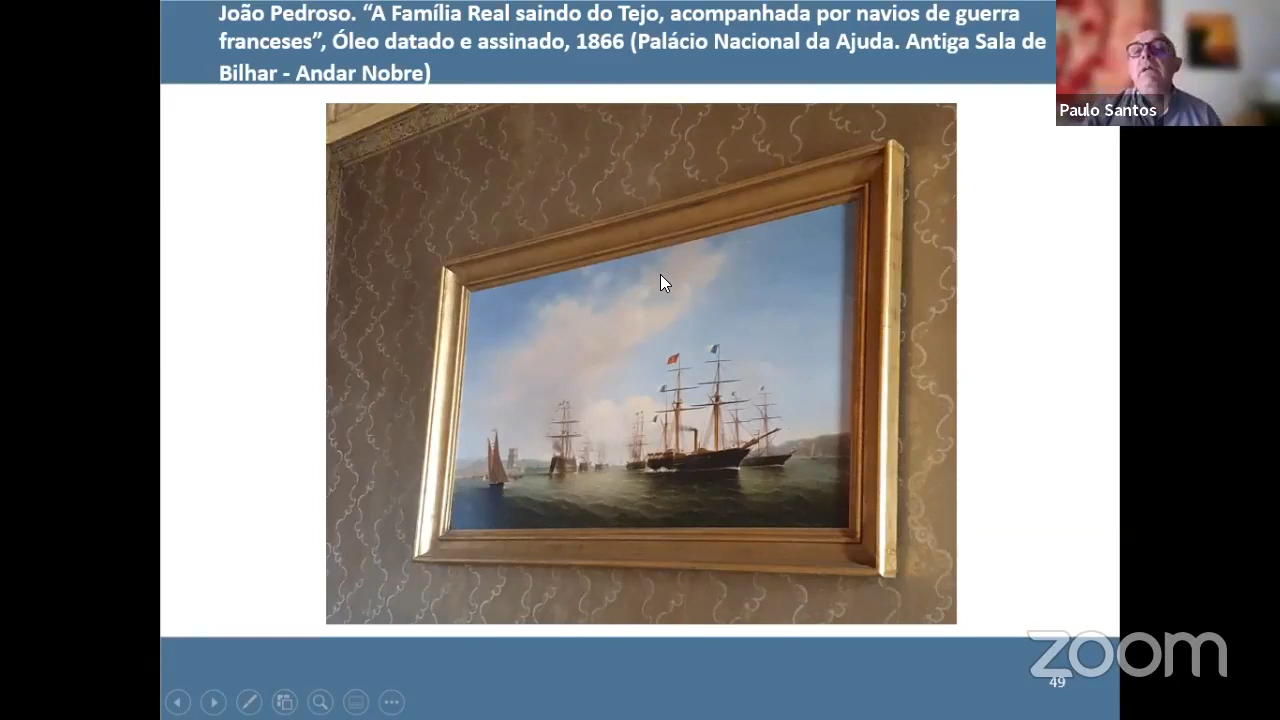 João Pedroso. “A Família Real saindo do Tejo, acompanhada por navios de guerra
franceses”, Óleo datado e assinado, 1866 (Palácio Nacional da Ajuda. Antiga Sala de
Bilhar - Andar Nobre)
Paulo Santos
zoom
49